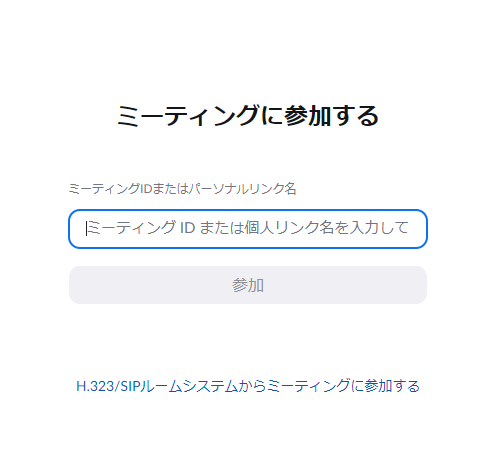 ミーティングに参加する
ミーティングIDまたはパーソナルリンク名
ミーティング ID または個人リンク名を入力して
参加
H.323/SIPルームシステムからミーティングに参加する